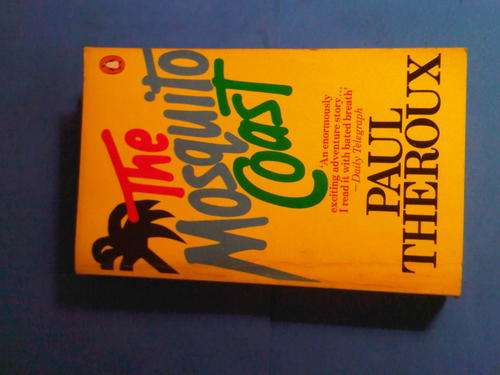 The
Mosquito
Coast
'An enormously
exciting adventure story...
I read it with bated breath'
—Daily Telegraph
PAUL
THEROUX